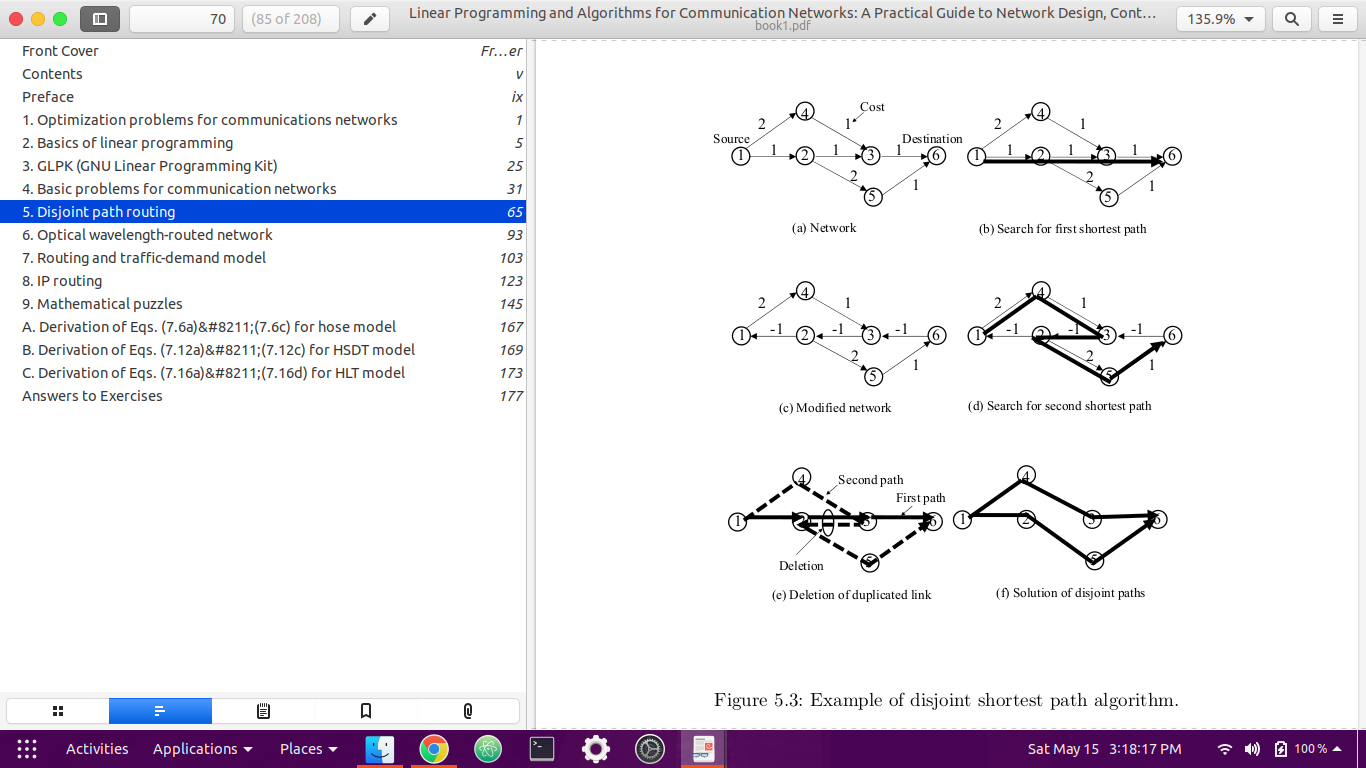 70
(85 of 208)
Linear Programming and Algorithms for Communication Networks: A Practical Guide to Network Design, Cont…
book1.pdf
135.9%
Front Cover Fr…er
Contents v
Preface ix
1. Optimization problems for communications networks 1
2. Basics of linear programming 5
3. GLPK (GNU Linear Programming Kit) 25
4. Basic problems for communication networks 31
5. Disjoint path routing 65
6. Optical wavelength-routed network 93
7. Routing and traffic-demand model 103
8. IP routing 123
9. Mathematical puzzles 145
A. Derivation of Eqs. (7.6a)&#8211;(7.6c) for hose model 167
B. Derivation of Eqs. (7.12a)&#8211;(7.12c) for HSDT model 169
C. Derivation of Eqs. (7.16a)&#8211;(7.16d) for HLT model 173
Answers to Exercises 177
Cost
4
2 1
Source Destination
1 1 2 1 3 1 6
2
5 1
(a) Network
4
2 1
1 1 2 1 3 1 6
2
5 1
(b) Search for first shortest path
4
2 1
1 -1 2 -1 3 -1 6
2
5 1
(c) Modified network
4
2 1
1 -1 2 -1 3 -1 6
2
5 1
(d) Search for second shortest path
4 Second path
First path
1 2 3 6
5
Deletion
(e) Deletion of duplicated link
4
1 2 3 6
5
(f) Solution of disjoint paths
Figure 5.3: Example of disjoint shortest path algorithm.
Activities Applications Places Sat May 15 3:18:17 PM 100 %